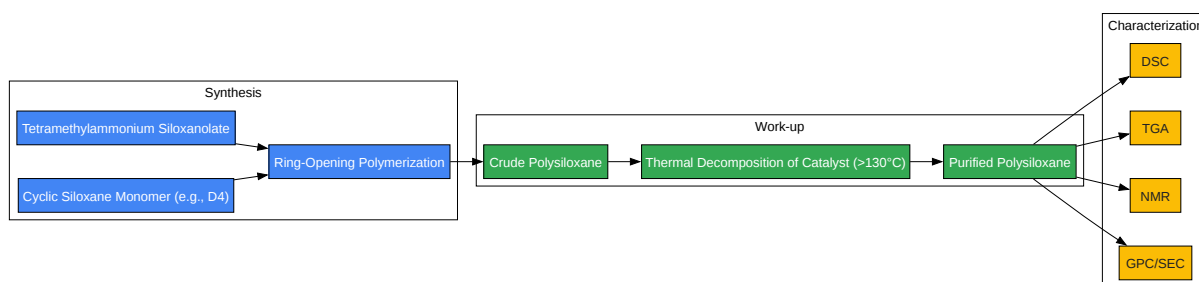 Synthesis
Tetramethylammonium Siloxanolate
Cyclic Siloxane Monomer (e.g., D4)
Ring-Opening Polymerization
Work-up
Crude Polysiloxane
Thermal Decomposition of Catalyst (>130°C)
Purified Polysiloxane
Characterization
DSC
TGA
NMR
GPC/SEC